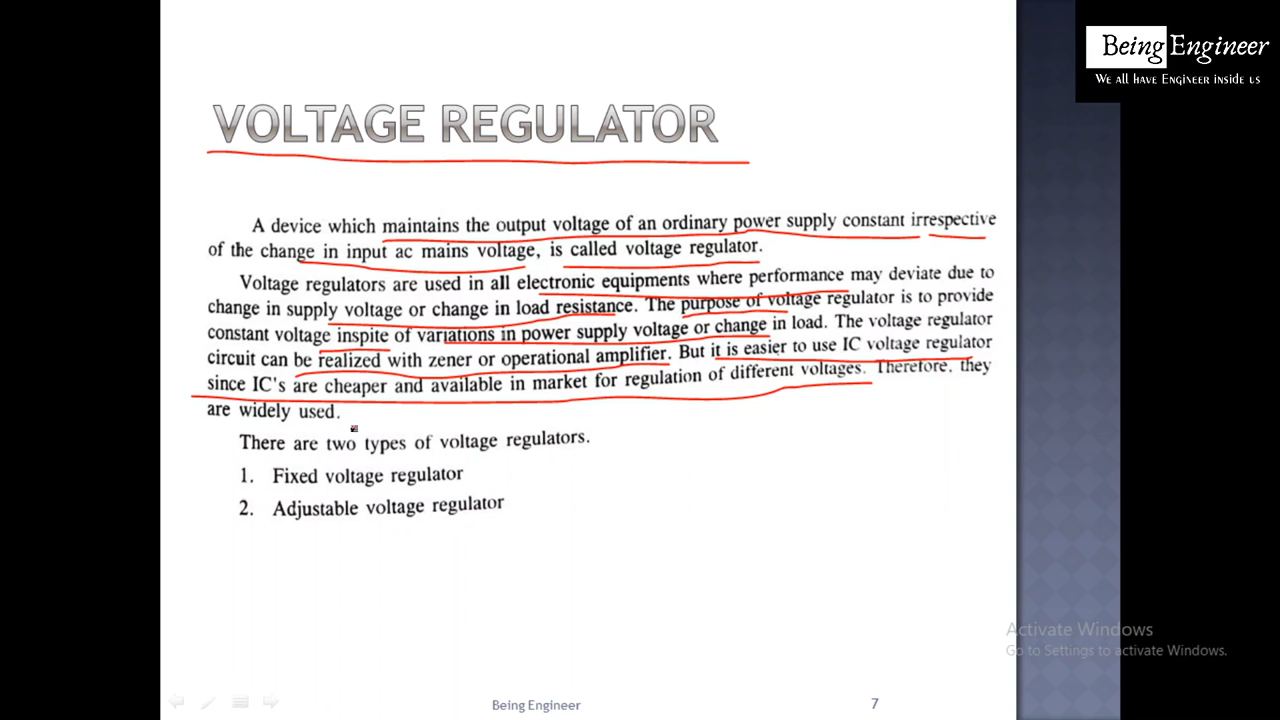 Being Engineer
We all have Engineer inside us
VOLTAGE REGULATOR
A device which maintains the output voltage of an ordinary power supply constant irrespective
of the change in input ac mains voltage, is called voltage regulator.
Voltage regulators are used in all electronic equipments where performance may deviate due to
change in supply voltage or change in load resistance. The purpose of voltage regulator is to provide
constant voltage inspite of variations in power supply voltage or change in load. The voltage regulator
circuit can be realized with zener or operational amplifier. But it is easier to use IC voltage regulator
since IC's are cheaper and available in market for regulation of different voltages. Therefore, they
are widely used.
There are two types of voltage regulators.
1. Fixed voltage regulator
2. Adjustable voltage regulator
Activate Windows
Go to Settings to activate Windows.
Being Engineer
7